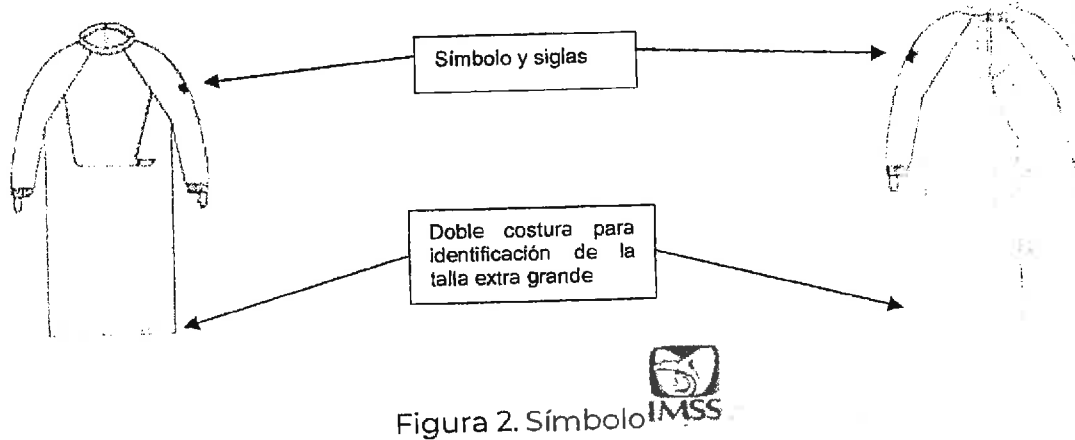 Símbolo y siglas
Doble costura para
identificación de la
talla extra grande
Figura 2. Símbolo IMSS